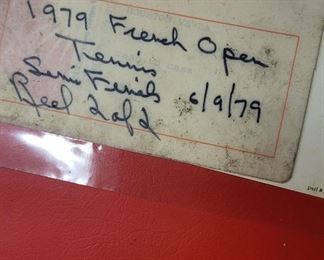 1979 French Open
Tennis
Semi Finals 6/9/79
Reel 2 of 2